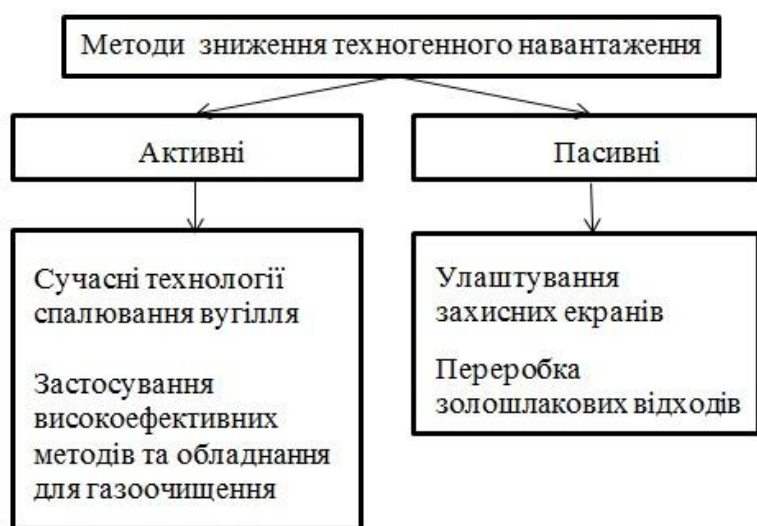 Методи зниження техногенного навантаження
Активні
Пасивні
Сучасні технології
спалювання вугілля
Застосування
високоефективних
методів та обладнання
для газоочищення
Улаштування
захисних екранів
Переробка
золошлакових відходів